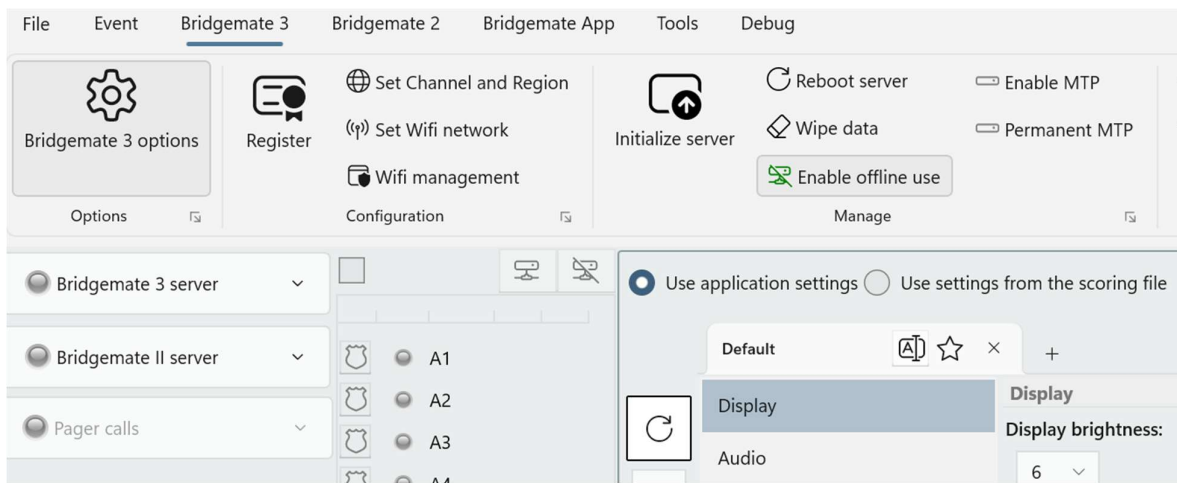 File Event Bridgemate 3 Bridgemate 2 Bridgemate App Tools Debug
Bridgemate 3 options
Register
Set Channel and Region
Set Wifi network
Wifi management
Initialize server
Reboot server
Wipe data
Enable offline use
Enable MTP
Permanent MTP
Options
Configuration
Manage
Bridgemate 3 server
Bridgemate II server
Pager calls
A1
A2
A3
A4
Use application settings
Use settings from the scoring file
Default
Display
Audio
Display
Display brightness:
6